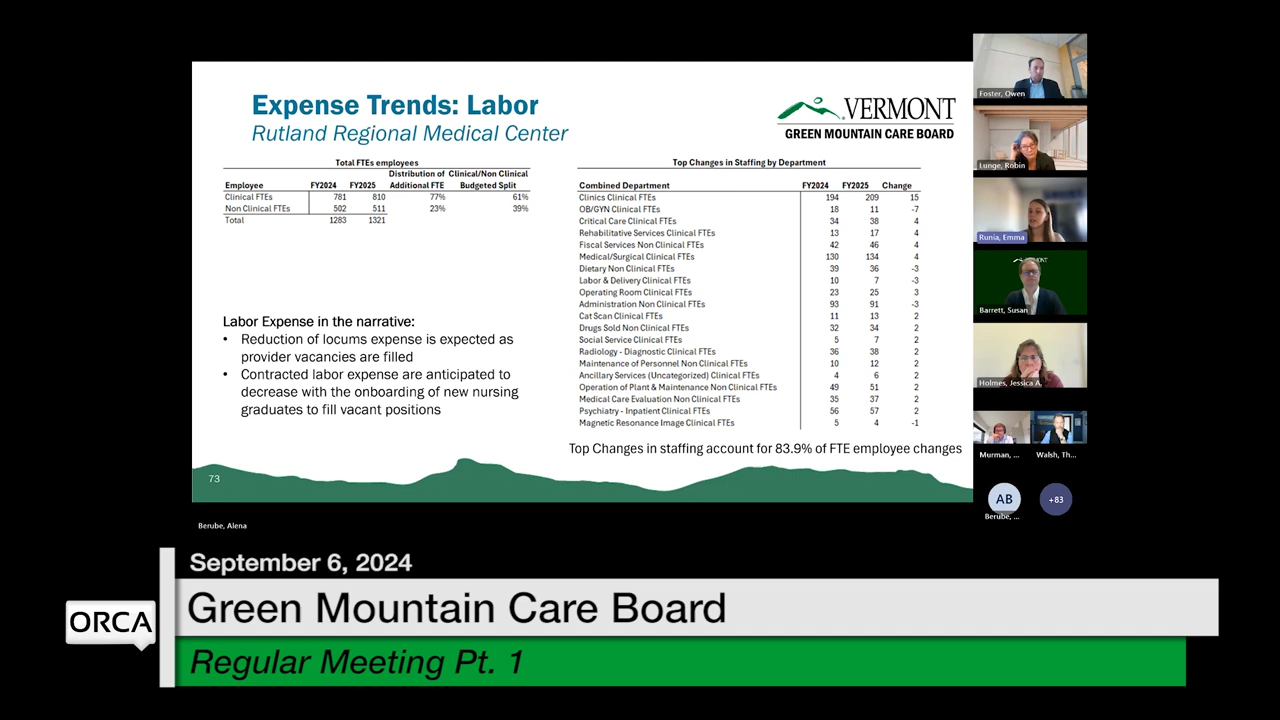 Expense Trends: Labor
Rutland Regional Medical Center
VERMONT
GREEN MOUNTAIN CARE BOARD
Total FTEs employees
Distribution of Clinical/Non Clinical
Employee FY2024 FY2025 Additional FTE Budgeted Split
Clinical FTEs 781 810 77% 61%
Non Clinical FTEs 502 511 23% 39%
Total 1283 1321
Labor Expense in the narrative:
• Reduction of locums expense is expected as
provider vacancies are filled
• Contracted labor expense are anticipated to
decrease with the onboarding of new nursing
graduates to fill vacant positions
Top Changes in Staffing by Department
Combined Department FY2024 FY2025 Change
Clinics Clinical FTEs 194 209 15
OB/GYN Clinical FTEs 18 11 -7
Critical Care Clinical FTEs 34 38 4
Rehabilitative Services Clinical FTEs 13 17 4
Fiscal Services Non Clinical FTEs 42 46 4
Medical/Surgical Clinical FTEs 130 134 4
Dietary Non Clinical FTEs 39 36 -3
Labor & Delivery Clinical FTEs 10 7 -3
Operating Room Clinical FTEs 23 25 3
Administration Non Clinical FTEs 93 91 -3
Cat Scan Clinical FTEs 11 13 2
Drugs Sold Non Clinical FTEs 32 34 2
Social Service Clinical FTEs 5 7 2
Radiology - Diagnostic Clinical FTEs 36 38 2
Maintenance of Personnel Non Clinical FTEs 10 12 2
Ancillary Services (Uncategorized) Clinical FTEs 4 6 2
Operation of Plant & Maintenance Non Clinical FTEs 49 51 2
Medical Care Evaluation Non Clinical FTEs 35 37 2
Psychiatry - Inpatient Clinical FTEs 56 57 2
Magnetic Resonance Image Clinical FTEs 5 4 -1
Top Changes in staffing account for 83.9% of FTE employee changes
73
Foster, Owen
Lunge, Robin
Runia, Emma
VERMONT
Barrett, Susan
Holmes, Jessica A.
Murman, ...
Walsh, Th...
AB
Berube, ...
+83
Berube, Alena
September 6, 2024
ORCA
Green Mountain Care Board
Regular Meeting Pt. 1